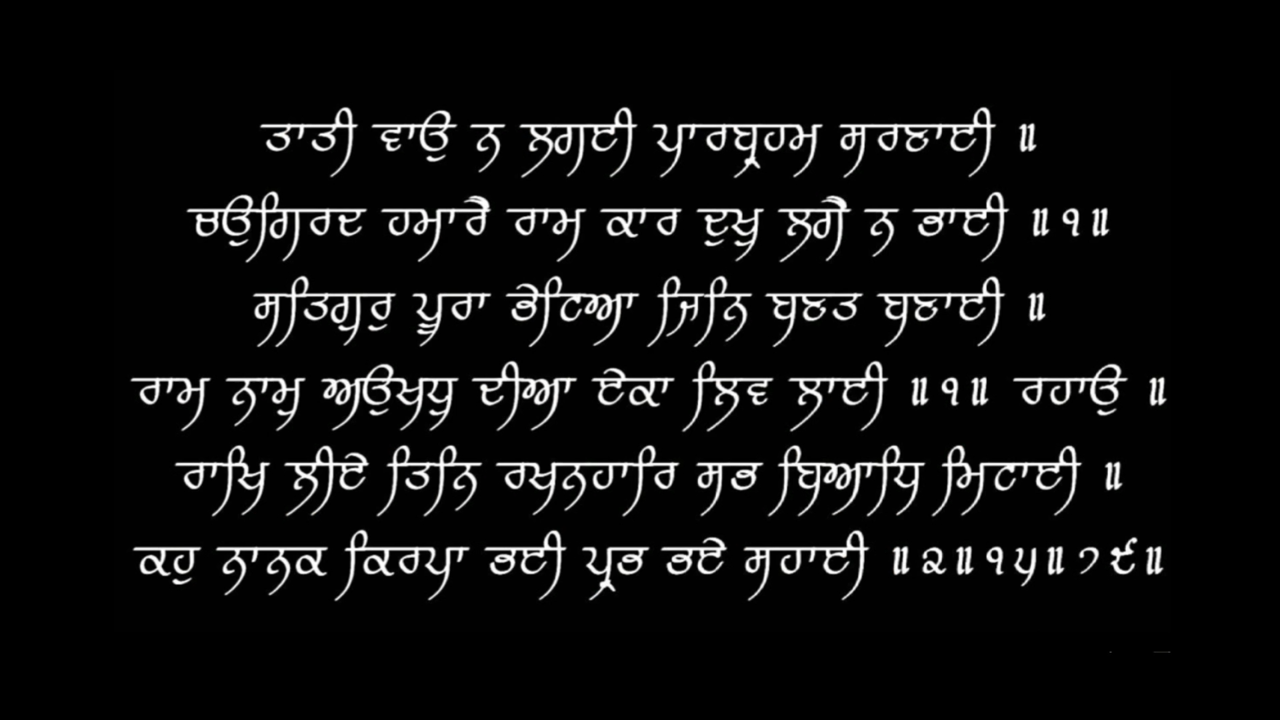 ਤਾਤੀ ਵਾਉ ਨ ਲਗਈ ਪਾਰਬ੍ਰਹਮ ਸਰਣਾਈ ॥
ਚਉਗਿਰਦ ਹਮਾਰੈ ਰਾਮ ਕਾਰ ਦੁਖੁ ਲਗੈ ਨ ਭਾਈ ॥੧॥
ਸਤਿਗੁਰੁ ਪੂਰਾ ਭੇਟਿਆ ਜਿਨਿ ਬਣਤ ਬਣਾਈ ॥
ਰਾਮ ਨਾਮੁ ਅਉਖਧੁ ਦੀਆ ਏਕਾ ਲਿਵ ਲਾਈ ॥੧॥ ਰਹਾਉ ॥
ਰਾਖਿ ਲੀਏ ਤਿਨਿ ਰਖਨਹਾਰਿ ਸਭ ਬਿਆਧਿ ਮਿਟਾਈ ॥
ਕਹੁ ਨਾਨਕ ਕਿਰਪਾ ਭਈ ਪ੍ਰਭ ਭਏ ਸਹਾਈ ॥੨॥੧੫॥੭੯॥